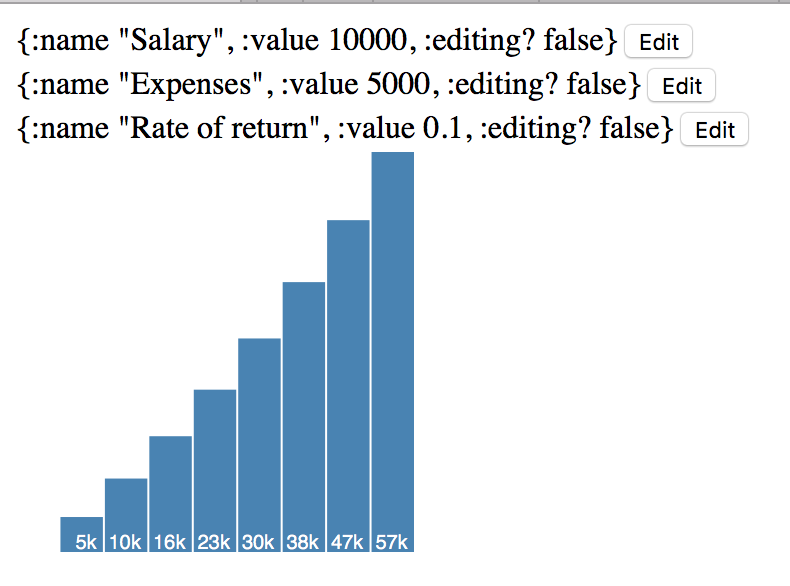 {:name "Salary", :value 10000, :editing? false} Edit
{:name "Expenses", :value 5000, :editing? false} Edit
{:name "Rate of return", :value 0.1, :editing? false} Edit
5k 10k 16k 23k 30k 38k 47k 57k